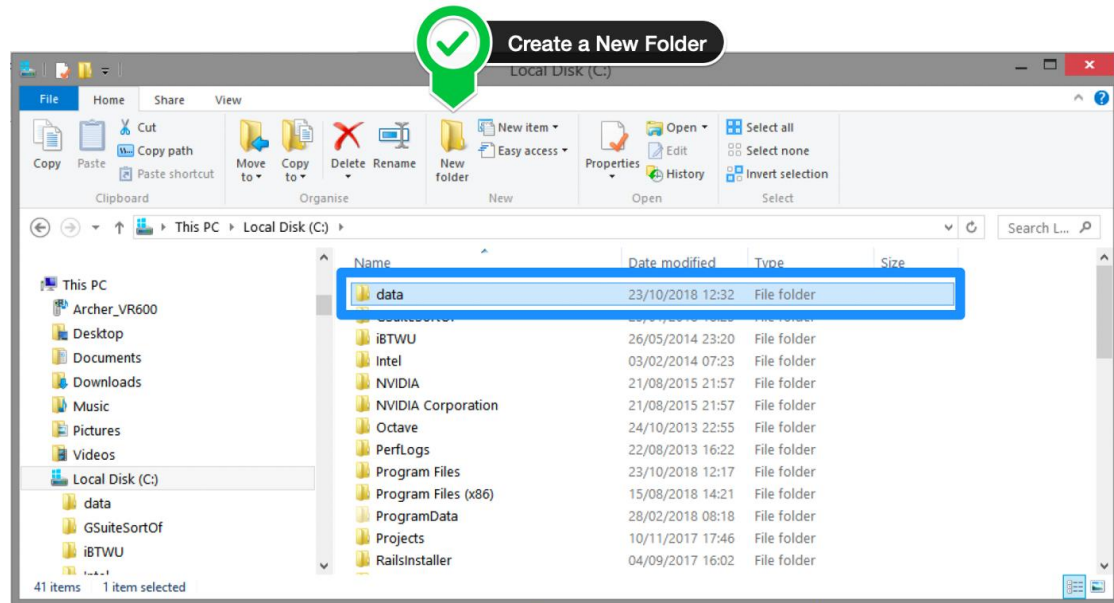 Create a New Folder
Local Disk (C:)
File Home Share View
Copy
Paste
Cut
Copy path
Paste shortcut
Clipboard
Move to
Copy to
Delete
Rename
Organise
New folder
New item
Easy access
New
Properties
Open
Edit
History
Open
Select all
Select none
Invert selection
Select
This PC Local Disk (C:)
Search L...
This PC
Archer_VR600
Desktop
Documents
Downloads
Music
Pictures
Videos
Local Disk (C:)
data
GSuiteSortOf
iBTWU
Name Date modified Type Size
data 23/10/2018 12:32 File folder
iBTWU 26/05/2014 23:20 File folder
Intel 03/02/2014 07:23 File folder
NVIDIA 21/08/2015 21:57 File folder
NVIDIA Corporation 21/08/2015 21:57 File folder
Octave 24/10/2013 22:55 File folder
PerfLogs 22/08/2013 16:22 File folder
Program Files 23/10/2018 12:17 File folder
Program Files (x86) 15/08/2018 14:21 File folder
ProgramData 28/02/2018 08:18 File folder
Projects 10/11/2017 17:46 File folder
RailsInstaller 04/09/2017 16:02 File folder
41 items 1 item selected